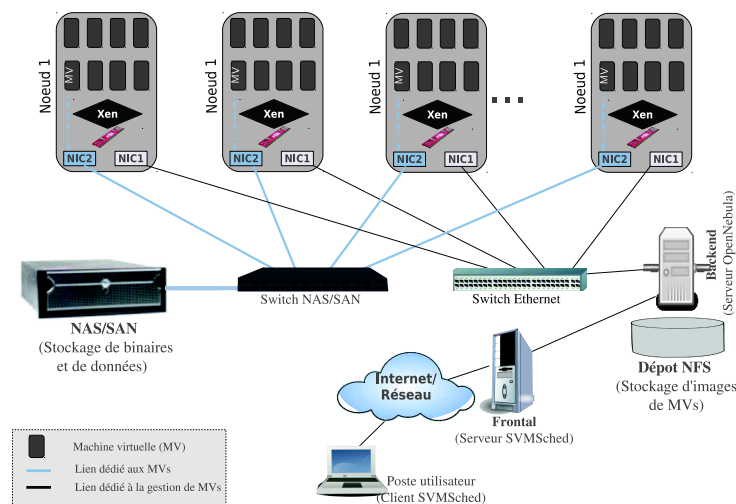 Noeud 1
MV
Xen
NIC2
NIC1
Noeud 1
MV
Xen
NIC2
NIC1
Noeud 1
MV
Xen
NIC2
NIC1
...
Noeud 1
MV
Xen
NIC2
NIC1
Switch NAS/SAN
Switch Ethernet
Backend
(Serveur OpenNebula)
NAS/SAN
(Stockage de binaires
et de données)
Dépot NFS
(Stockage d'images
de MVs)
Internet/
Réseau
Frontal
(Serveur SVMSched)
Poste utilisateur
(Client SVMSched)
Machine virtuelle (MV)
Lien dédié aux MVs
Lien dédié à la gestion de MVs